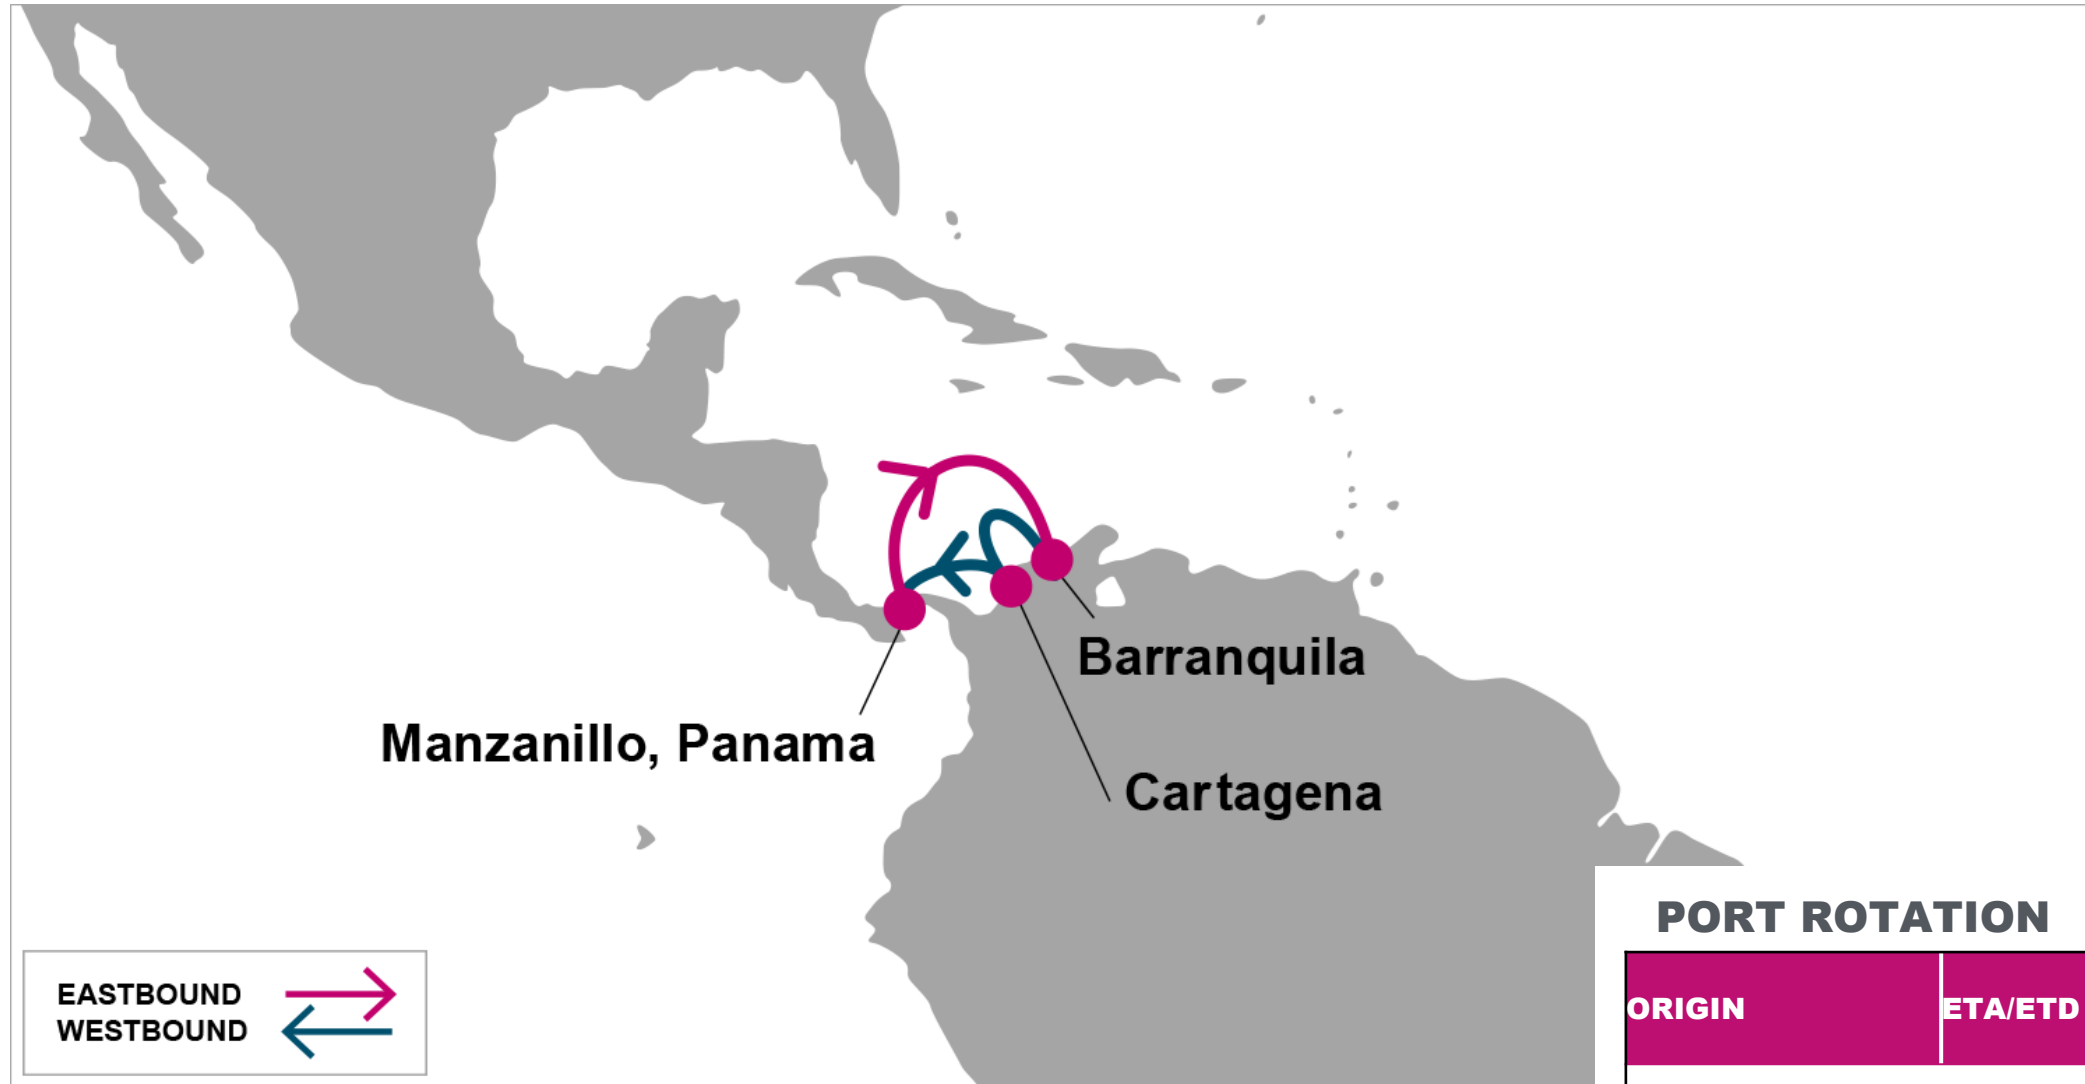 Barranquila
Manzanillo, Panama
Cartagena
PORT ROTATION
ORIGIN ETA/ETD
EASTBOUND
WESTBOUND